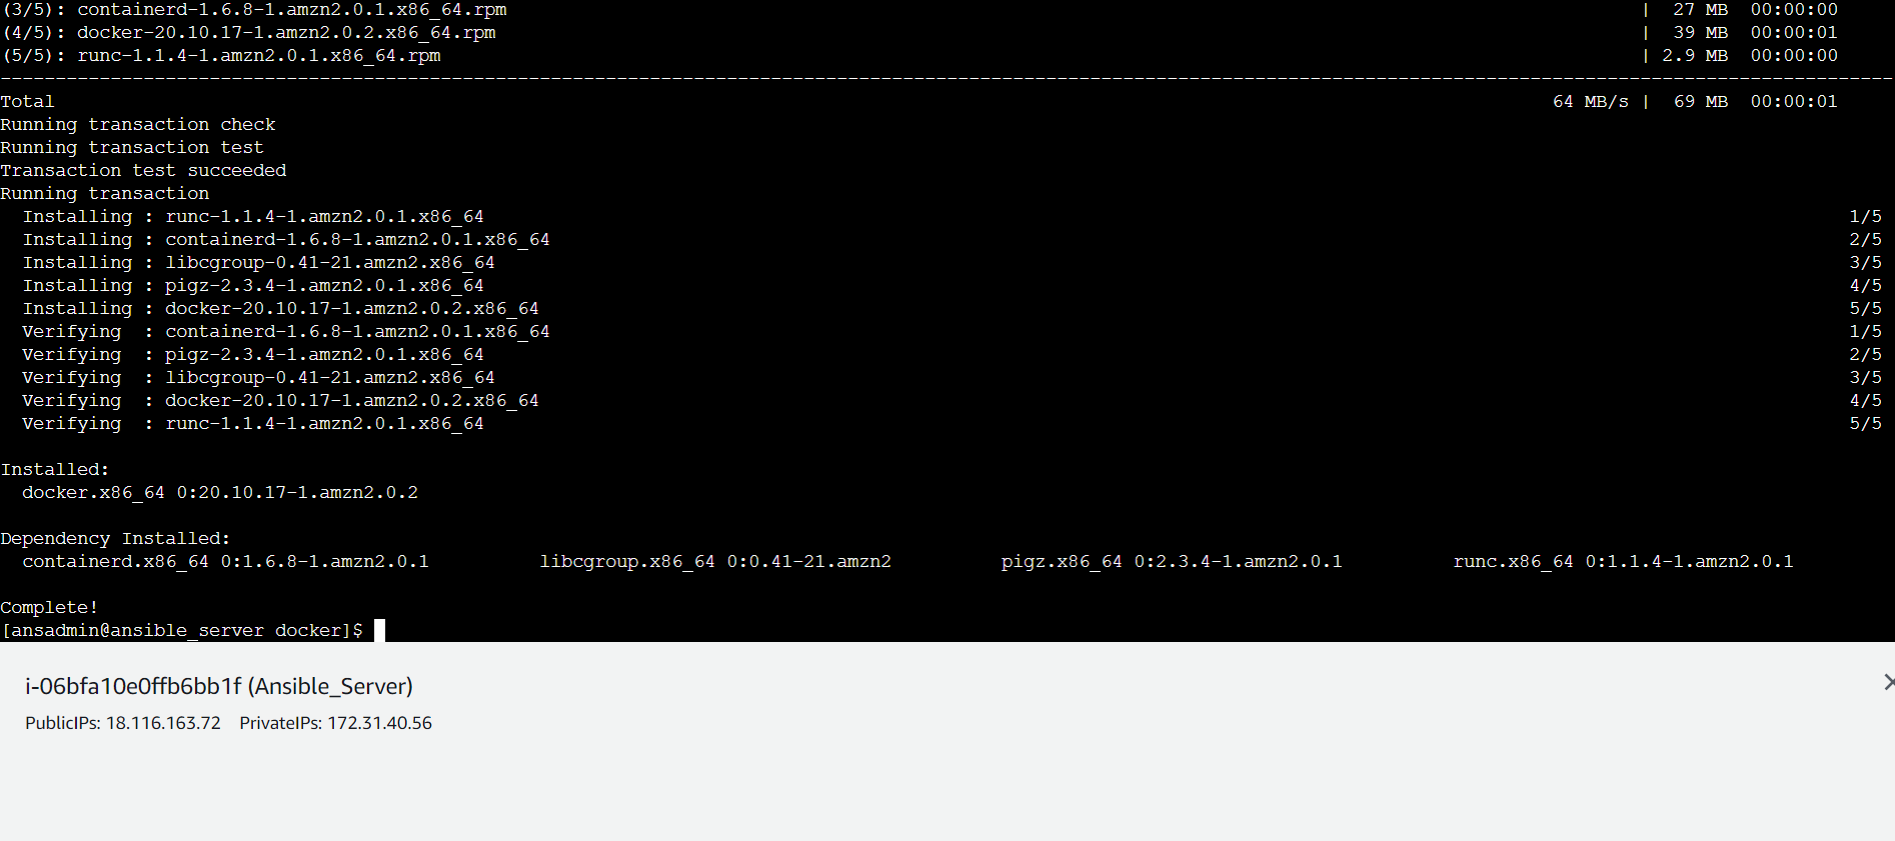 (3/5): containerd-1.6.8-1.amzn2.0.1.x86_64.rpm | 27 MB 00:00:00
(4/5): docker-20.10.17-1.amzn2.0.2.x86_64.rpm | 39 MB 00:00:01
(5/5): runc-1.1.4-1.amzn2.0.1.x86_64.rpm | 2.9 MB 00:00:00
--------------------------------------------------------------------------------
Total 64 MB/s | 69 MB 00:00:01
Running transaction check
Running transaction test
Transaction test succeeded
Running transaction
Installing : runc-1.1.4-1.amzn2.0.1.x86_64 1/5
Installing : containerd-1.6.8-1.amzn2.0.1.x86_64 2/5
Installing : libcgroup-0.41-21.amzn2.x86_64 3/5
Installing : pigz-2.3.4-1.amzn2.0.1.x86_64 4/5
Installing : docker-20.10.17-1.amzn2.0.2.x86_64 5/5
Verifying : containerd-1.6.8-1.amzn2.0.1.x86_64 1/5
Verifying : pigz-2.3.4-1.amzn2.0.1.x86_64 2/5
Verifying : libcgroup-0.41-21.amzn2.x86_64 3/5
Verifying : docker-20.10.17-1.amzn2.0.2.x86_64 4/5
Verifying : runc-1.1.4-1.amzn2.0.1.x86_64 5/5
Installed:
docker.x86_64 0:20.10.17-1.amzn2.0.2
Dependency Installed:
containerd.x86_64 0:1.6.8-1.amzn2.0.1 libcgroup.x86_64 0:0.41-21.amzn2 pigz.x86_64 0:2.3.4-1.amzn2.0.1 runc.x86_64 0:1.1.4-1.amzn2.0.1
Complete!
[ansadmin@ansible_server docker]$
i-06bfa10e0ffb6bb1f (Ansible_Server)
PublicIPs: 18.116.163.72 PrivateIPs: 172.31.40.56